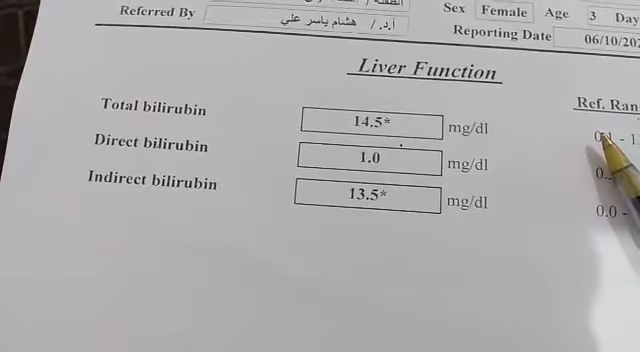 Referred By أ.د. / هشام ياسر علي Sex Female Age 3 Day
Reporting Date 06/10/202
Liver Function
Ref. Ran
Total bilirubin 14.5* mg/dl
Direct bilirubin 1.0 mg/dl 0.
Indirect bilirubin 13.5* mg/dl 0.0 -